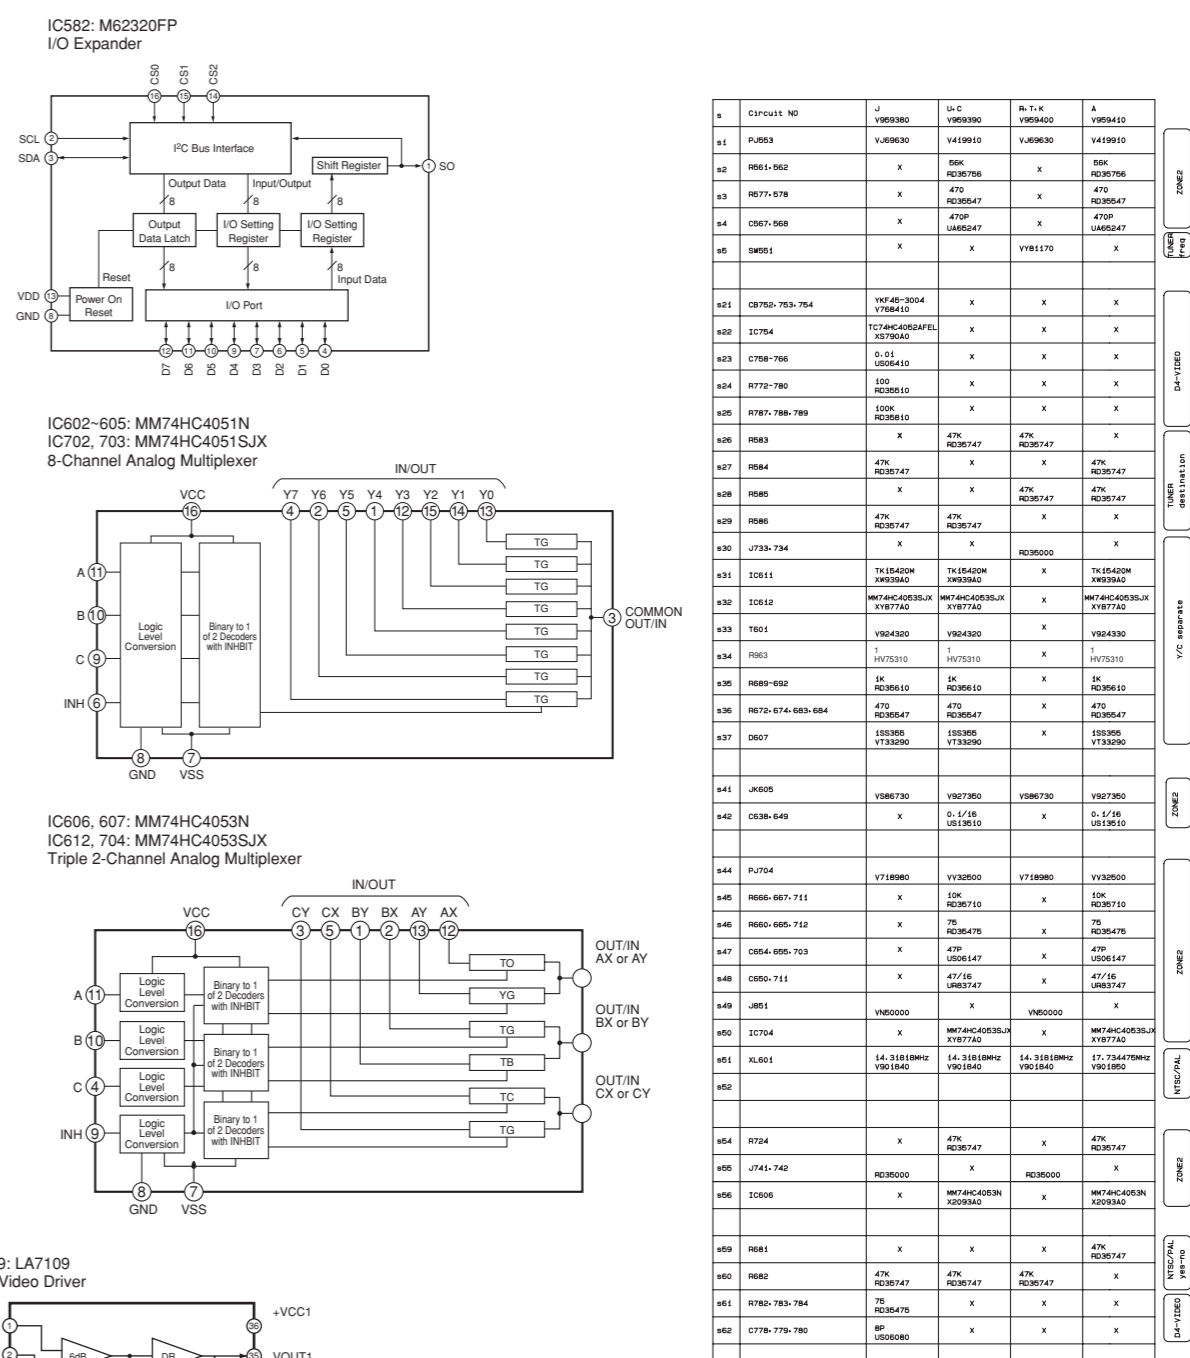 IC582: M62320FP
I/O Expander
CS0
CS1
CS2
16
15
14
SCL 2
SDA 3
I²C Bus Interface
Shift Register
1 SO
Output Data
Input/Output
8
8
8
Output
Data Latch
I/O Setting
Register
I/O Setting
Register
8
8
8
Input Data
Reset
VDD 13
GND 8
Power On
Reset
I/O Port
12
11
10
9
7
6
5
4
D7
D6
D5
D4
D3
D2
D1
D0
IC602~605: MM74HC4051N
IC702, 703: MM74HC4051SJX
8-Channel Analog Multiplexer
IN/OUT
VCC
16
Y7 Y6 Y5 Y4 Y3 Y2 Y1 Y0
4 2 5 1 12 15 14 13
TG
TG
TG
TG
TG
TG
TG
TG
A 11
B 10
C 9
INH 6
Logic
Level
Conversion
Binary to 1
of 2 Decoders
with INHBIT
3 COMMON
OUT/IN
8
GND
7
VSS
IC606, 607: MM74HC4053N
IC612, 704: MM74HC4053SJX
Triple 2-Channel Analog Multiplexer
IN/OUT
VCC
16
CY CX BY BX AY AX
3 5 1 2 13 12
OUT/IN
AX or AY
OUT/IN
BX or BY
OUT/IN
CX or CY
TO
YG
TG
TB
TC
TG
A 11
B 10
C 4
INH 9
Logic
Level
Conversion
Logic
Level
Conversion
Logic
Level
Conversion
Logic
Level
Conversion
Binary to 1
of 2 Decoders
with INHBIT
Binary to 1
of 2 Decoders
with INHBIT
Binary to 1
of 2 Decoders
with INHBIT
8
GND
7
VSS
9: LA7109
Video Driver
+VCC1
1
36
2
6dB
DR
35 VOUT1
s Circuit NO J V959380 U.C V959390 R.T.K V959400 A V959410
s1 PJ553 VJ69630 V419910 VJ69630 V419910
s2 R561.562 X 56K RD35756 X 56K RD35756
s3 R577.578 X 470 RD35547 X 470 RD35547
s4 C567.568 X 470P UA65247 X 470P UA65247
s5 SW551 X X VY81170 X
s21 CB752.753.754 YKF45-3004 V768410 X X X
s22 IC754 TC74HC4052AFEL XS790A0 X X X
s23 C758-766 0.01 US06410 X X X
s24 R772-780 100 RD35510 X X X
s25 R787.788.789 100K RD35810 X X X
s26 R583 X 47K RD35747 47K RD35747 X
s27 R584 47K RD35747 X X 47K RD35747
s28 R585 X X 47K RD35747 47K RD35747
s29 R586 47K RD35747 47K RD35747 X X
s30 J733.734 X X RD35000 X
s31 IC611 TK15420M XW939A0 TK15420M XW939A0 X TK15420M XW939A0
s32 IC612 MM74HC4053SJX XY877A0 MM74HC4053SJX XY877A0 X MM74HC4053SJX XY877A0
s33 T601 V924320 V924320 X V924330
s34 R963 1 HV75310 1 HV75310 X 1 HV75310
s35 R689~692 1K RD35610 1K RD35610 X 1K RD35610
s36 R672.674.683.684 470 RD35547 470 RD35547 X 470 RD35547
s37 D607 1SS355 VT33290 1SS355 VT33290 X 1SS355 VT33290
s41 JK605 VS86730 V927350 VS86730 V927350
s42 C638.649 X 0.1/16 US13510 X 0.1/16 US13510
s44 PJ704 V718980 VV32500 V718980 VV32500
s45 R666.667.711 X 10K RD35710 X 10K RD35710
s46 R660.665.712 X 75 RD35475 X 75 RD35475
s47 C654.655.703 X 47P US06147 X 47P US06147
s48 C650.711 X 47/16 UR83747 X 47/16 UR83747
s49 J851 VN50000 X VN50000 X
s50 IC704 X MM74HC4053SJX XY877A0 X MM74HC4053SJX XY877A0
s51 XL601 14.31818MHz V901840 14.31818MHz V901840 14.31818MHz V901840 17.734475MHz V901850
s52
s54 R724 X 47K RD35747 X 47K RD35747
s55 J741.742 RD35000 X RD35000 X
s56 IC606 X MM74HC4053N X2093A0 X MM74HC4053N X2093A0
s59 R681 X X X 47K RD35747
s60 R682 47K RD35747 47K RD35747 47K RD35747 X
s61 R782.783.784 75 RD35475 X X X
s62 C778.779.780 8P US06080 X X X
ZONE2
TUNER
freq
D4-VIDEO
TUNER
destination
Y/C separate
ZONE2
ZONE2
NTSC/PAL
ZONE2
NTSC/PAL
yes-no
D4-VIDEO